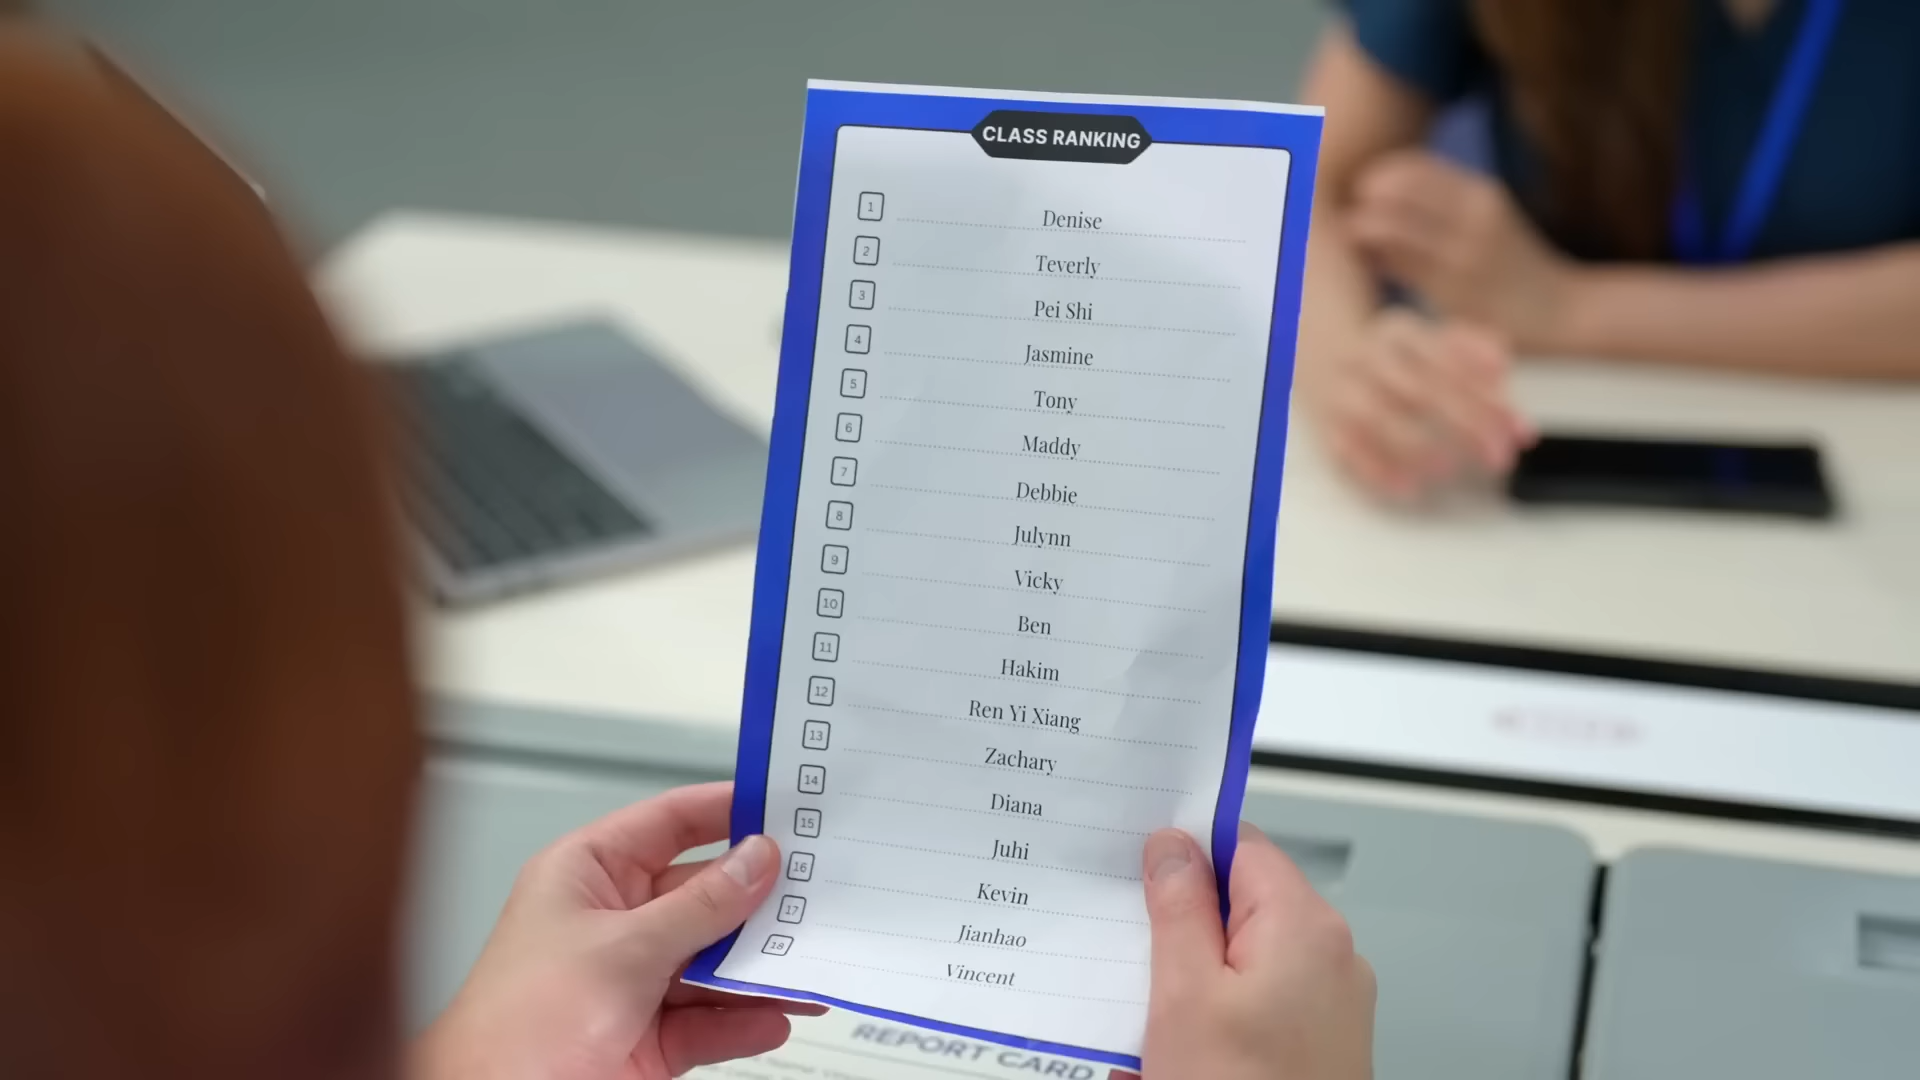 CLASS RANKING
1 Denise
2 Teverly
3 Pei Shi
4 Jasmine
5 Tony
6 Maddy
7 Debbie
8 Julynn
9 Vicky
10 Ben
11 Hakim
12 Ren Yi Xiang
13 Zachary
14 Diana
15 Juhi
16 Kevin
17 Jianhao
18 Vincent
REPORT CARD